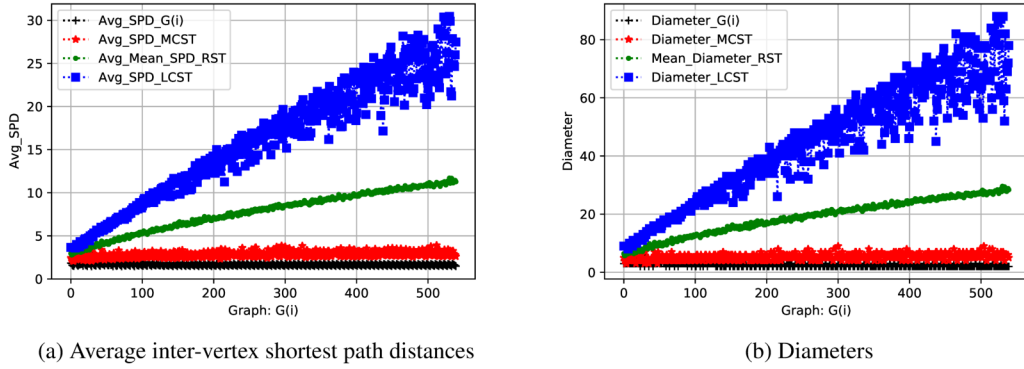 Avg_SPD_G(i)
Avg_SPD_MCST
Avg_Mean_SPD_RST
Avg_SPD_LCST
30
25
20
15
10
5
0
Avg_SPD
0 100 200 300 400 500
Graph: G(i)
(a) Average inter-vertex shortest path distances
Diameter_G(i)
Diameter_MCST
Mean_Diameter_RST
Diameter_LCST
80
60
40
20
0
Diameter
0 100 200 300 400 500
Graph: G(i)
(b) Diameters